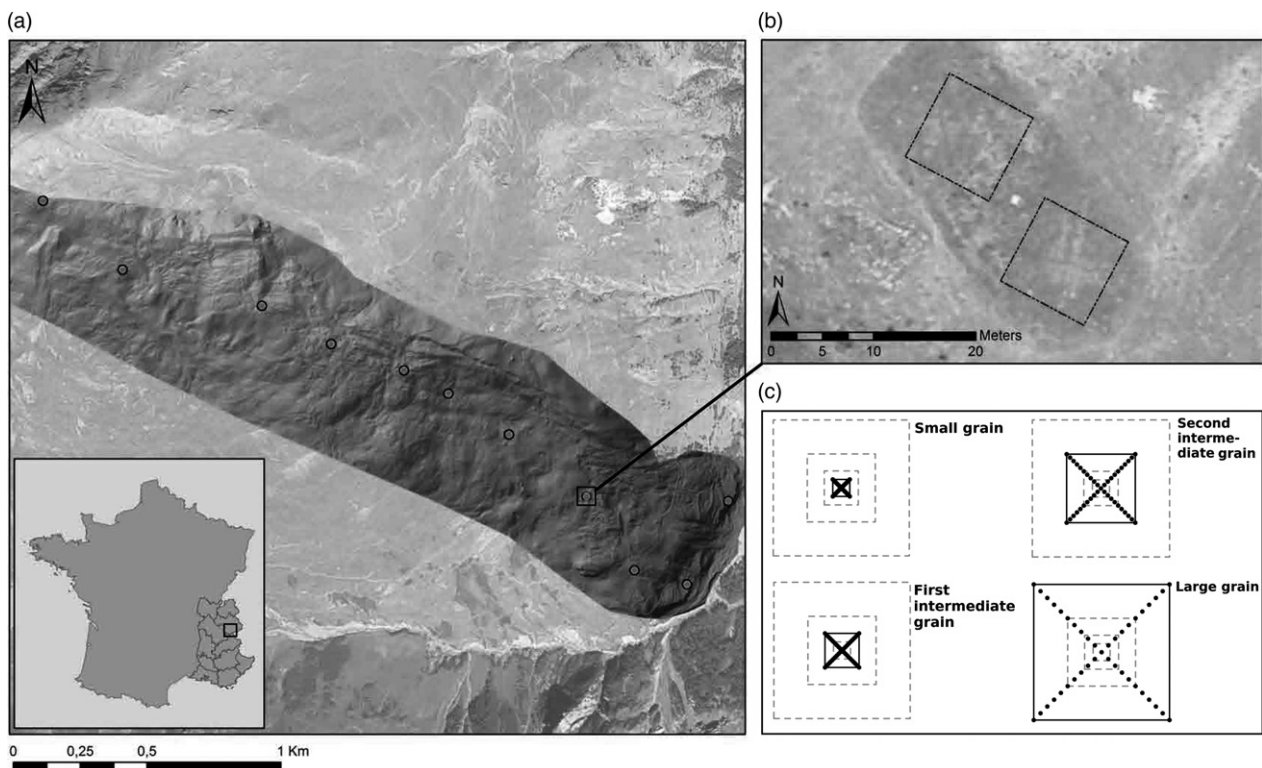 (a)
N
0 0,25 0,5 1 Km
(b)
N
Meters
0 5 10 20
(c)
Small grain
Second
interme-
diate grain
First
intermediate
grain
Large grain